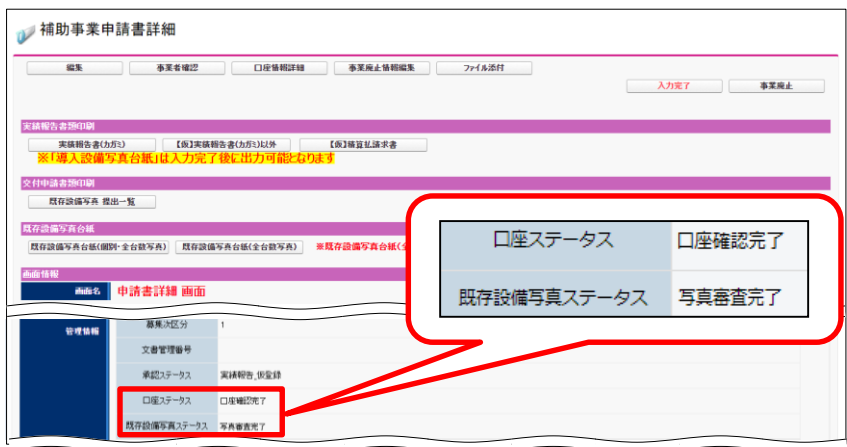 補助事業申請書詳細
編集 事業者確認 口座情報詳細 事業廃止情報編集 ファイル添付
入力完了 事業廃止
実績報告書類印刷
実績報告書(カガミ) 【仮】実績報告書(カガミ)以外 【仮】精算払請求書
※「導入設備写真台紙」は入力完了後に出力可能となります
交付申請書類印刷
既存設備写真 提出一覧
既存設備写真台紙
既存設備写真台紙(個別・全台数写真) 既存設備写真台紙(全台数写真) ※既存設備写真台紙(全
画面情報
画面名 申請書詳細 画面
管理情報 募集次区分 1
文書管理番号
承認ステータス 実績報告_仮登録
口座ステータス 口座確認完了
既存設備写真ステータス 写真審査完了
口座ステータス 口座確認完了
既存設備写真ステータス 写真審査完了